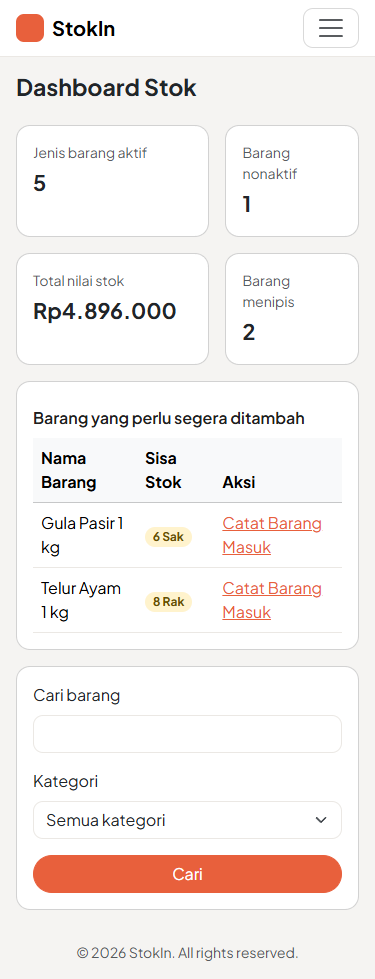 StokIn
Dashboard Stok
Jenis barang aktif
5
Barang
nonaktif
1
Total nilai stok
Rp4.896.000
Barang
menipis
2
Barang yang perlu segera ditambah
Nama
Barang
Sisa
Stok
Aksi
Gula Pasir 1
kg
6 Sak
Catat Barang
Masuk
Telur Ayam
1 kg
8 Rak
Catat Barang
Masuk
Cari barang
Kategori
Semua kategori
Cari
© 2026 StokIn. All rights reserved.